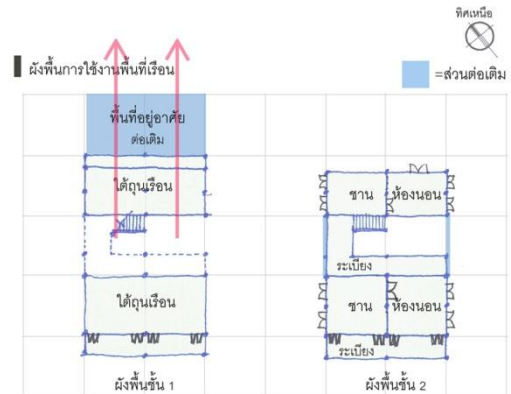 ทิศเหนือ
ผังพื้นการใช้งานพื้นที่เรือน
=ส่วนต่อเติม
พื้นที่อยู่อาศัย
ต่อเติม
ใต้ถุนเรือน
ใต้ถุนเรือน
ผังพื้นชั้น 1
ชาน ห้องนอน
ระเบียง
ชาน ห้องนอน
ระเบียง
ผังพื้นชั้น 2